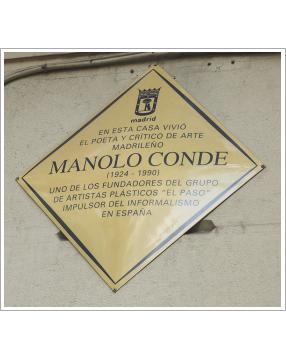 madrid
EN ESTA CASA VIVIÓ
EL POETA Y CRÍTICO DE ARTE
MADRILEÑO
MANOLO CONDE
(1924 - 1990)
UNO DE LOS FUNDADORES DEL GRUPO
DE ARTISTAS PLÁSTICOS "EL PASO"
IMPULSOR DEL INFORMALISMO
EN ESPAÑA